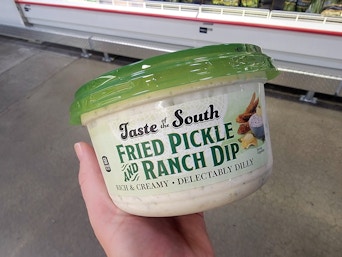 Taste of the South
FRIED PICKLE
AND RANCH DIP
RICH & CREAMY • DELECTABLY DILLY